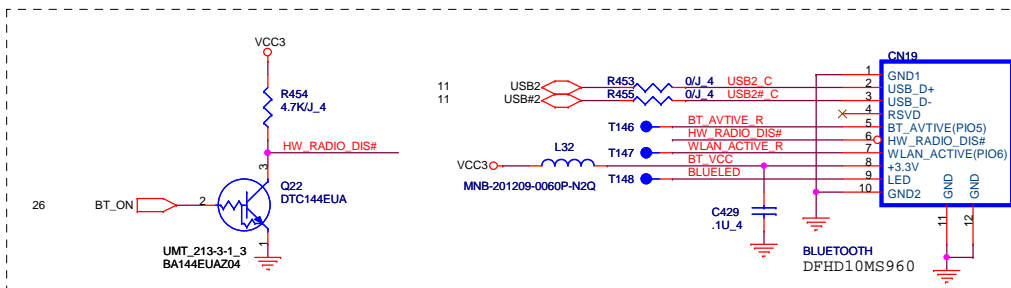 VCC3
R454
4.7K/J_4
HW_RADIO_DIS#
3
Q22
DTC144EUA
26
BT_ON
2
1
UMT_213-3-1_3
BA144EUAZ04
11
USB2
R453
0/J_4
USB2_C
11
USB#2
R455
0/J_4
USB2#_C
T146
BT_AVTIVE_R
HW_RADIO_DIS#
T147
WLAN_ACTIVE_R
VCC3
L32
BT_VCC
MNB-201209-0060P-N2Q
T148
BLUELED
C429
.1U_4
CN19
1 GND1
2 USB_D+
3 USB_D-
4 RSVD
5 BT_AVTIVE(PIO5)
6 HW_RADIO_DIS#
7 WLAN_ACTIVE(PIO6)
8 +3.3V
9 LED
10 GND2
GND
GND
11
12
BLUETOOTH
DFHD10MS960